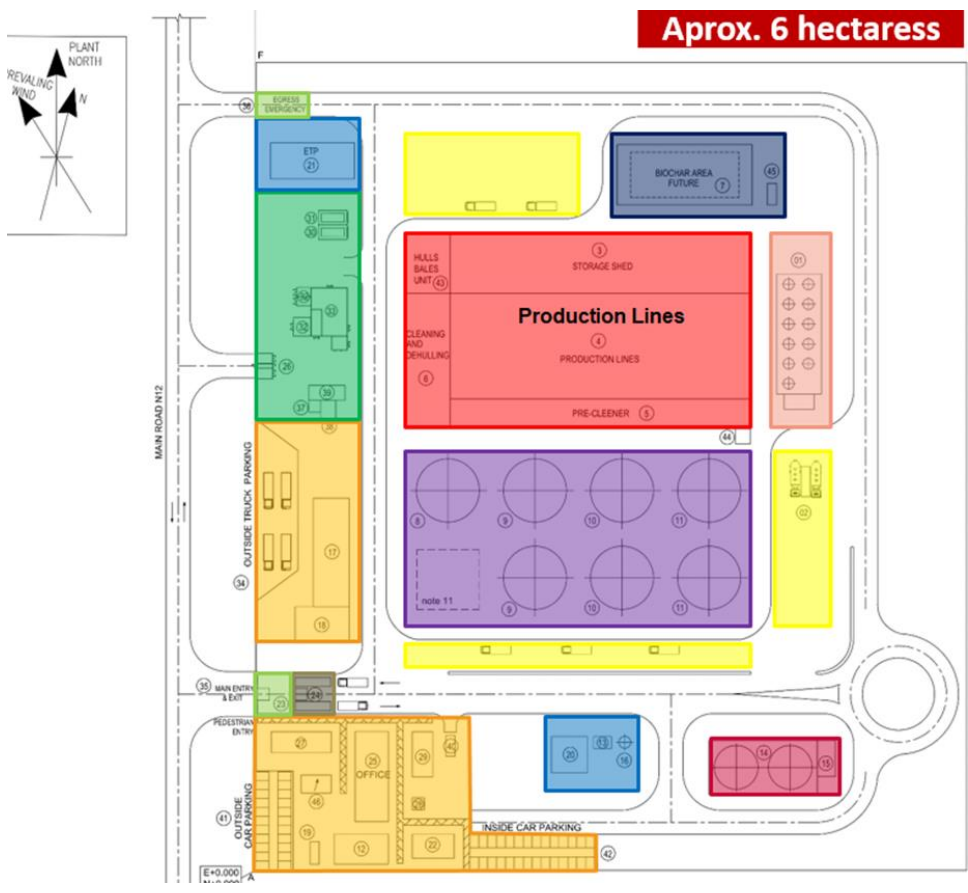 Aprox. 6 hectaress
PLANT
NORTH
PREVALING
WIND
N
F
38
EGRESS
EMERGENCY
ETP
21
BIOCHAR AREA
FUTURE
7
45
31
30
HULLS
BALES
UNIT
43
3
STORAGE SHED
01
Production Lines
33
32
4
PRODUCTION LINES
CLEANING
AND
DEHULLING
6
26
39
37
PRE-CLEENER
5
44
MAIN ROAD N12
OUTSIDE TRUCK PARKING
34
17
18
8
9
10
11
02
note 11
9
10
11
35
MAIN ENTRY
& EXIT
23
24
PEDESTRIAN
ENTRY
27
25
OFFICE
29
40
20
13
16
14
15
46
28
41
OUTSIDE
CAR PARKING
19
12
22
INSIDE CAR PARKING
42
E+0.000
N+0.000
A